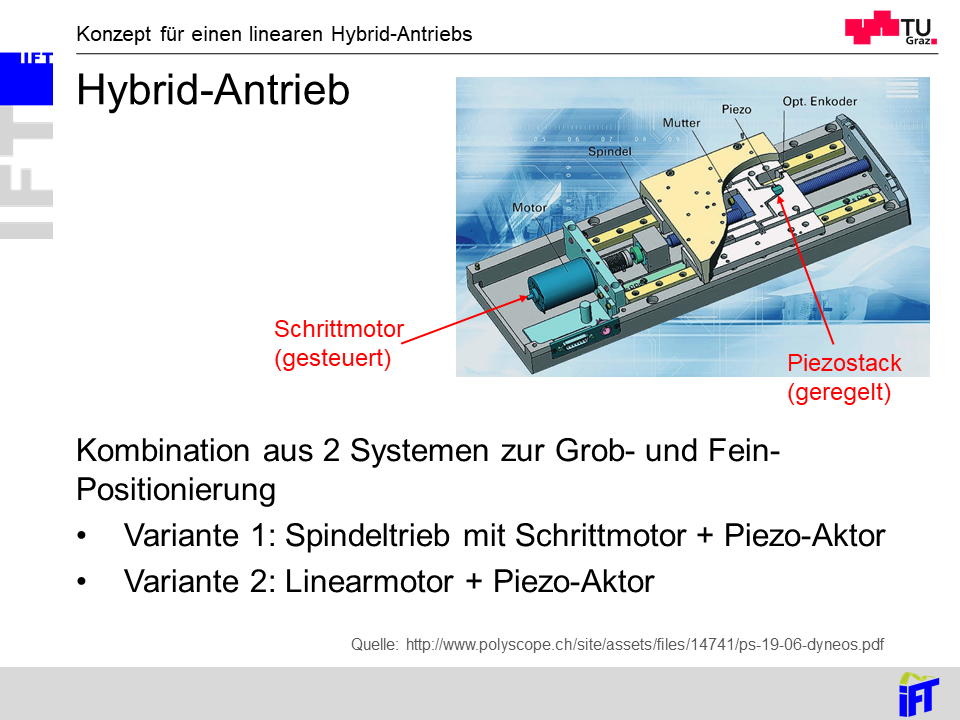 Konzept für einen linearen Hybrid-Antriebs
TU
Graz
IFT
IFT
Hybrid-Antrieb
Opt. Enkoder
Piezo
Mutter
Spindel
Motor
Schrittmotor
(gesteuert)
Piezostack
(geregelt)
Kombination aus 2 Systemen zur Grob- und Fein-
Positionierung
• Variante 1: Spindeltrieb mit Schrittmotor + Piezo-Aktor
• Variante 2: Linearmotor + Piezo-Aktor
Quelle: http://www.polyscope.ch/site/assets/files/14741/ps-19-06-dyneos.pdf
iFT